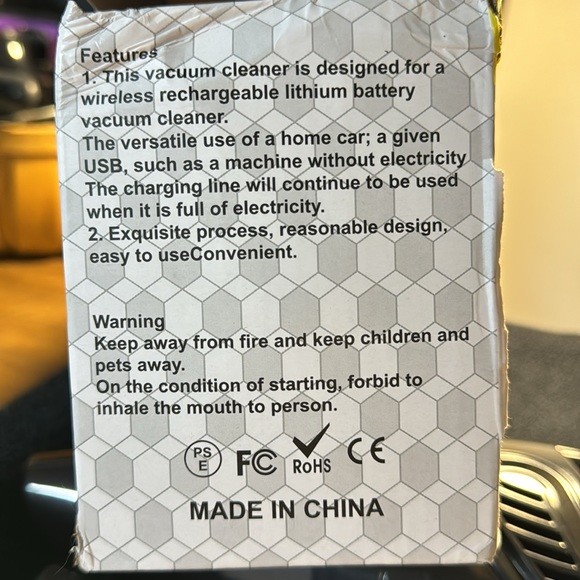 Features
1. This vacuum cleaner is designed for a
wireless rechargeable lithium battery
vacuum cleaner.
The versatile use of a home car; a given
USB, such as a machine without electricity
The charging line will continue to be used
when it is full of electricity.
2. Exquisite process, reasonable design,
easy to useConvenient.
Warning
Keep away from fire and keep children and
pets away.
On the condition of starting, forbid to
inhale the mouth to person.
PS
E
FC
RoHS
CE
MADE IN CHINA